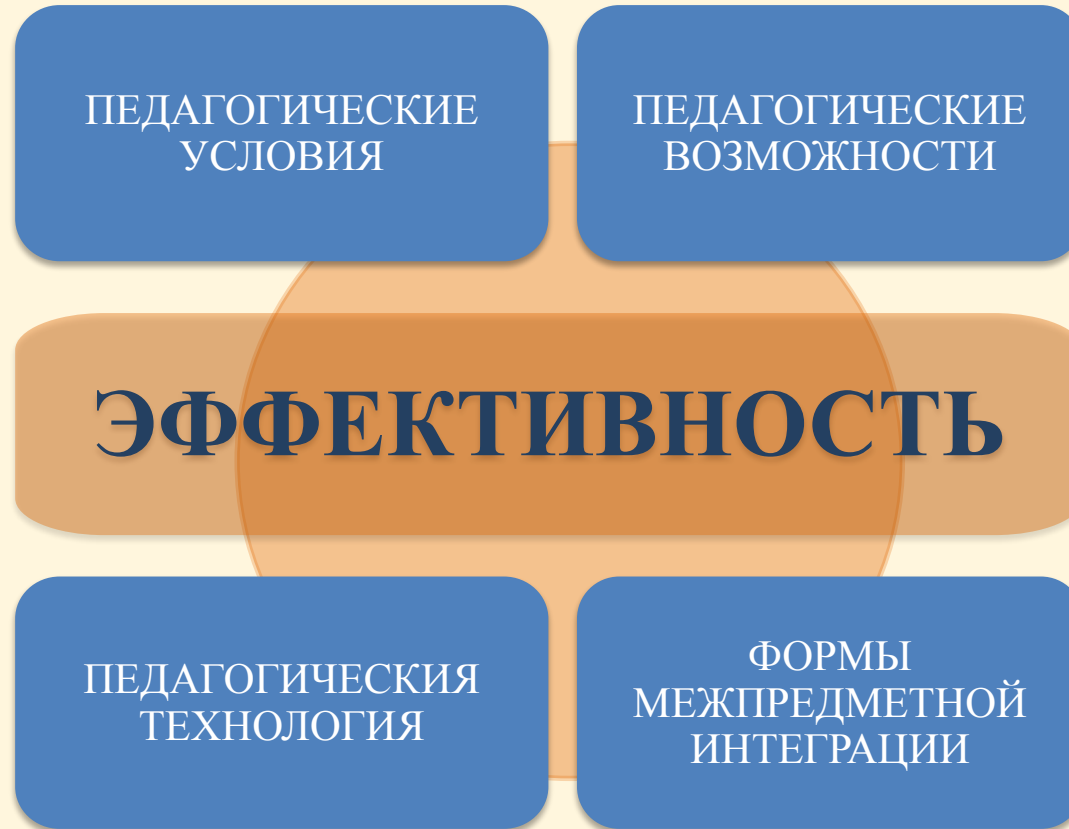 ПЕДАГОГИЧЕСКИЕ
УСЛОВИЯ
ПЕДАГОГИЧЕСКИЕ
ВОЗМОЖНОСТИ
ЭФФЕКТИВНОСТЬ
ПЕДАГОГИЧЕСКИЯ
ТЕХНОЛОГИЯ
ФОРМЫ
МЕЖПРЕДМЕТНОЙ
ИНТЕГРАЦИИ